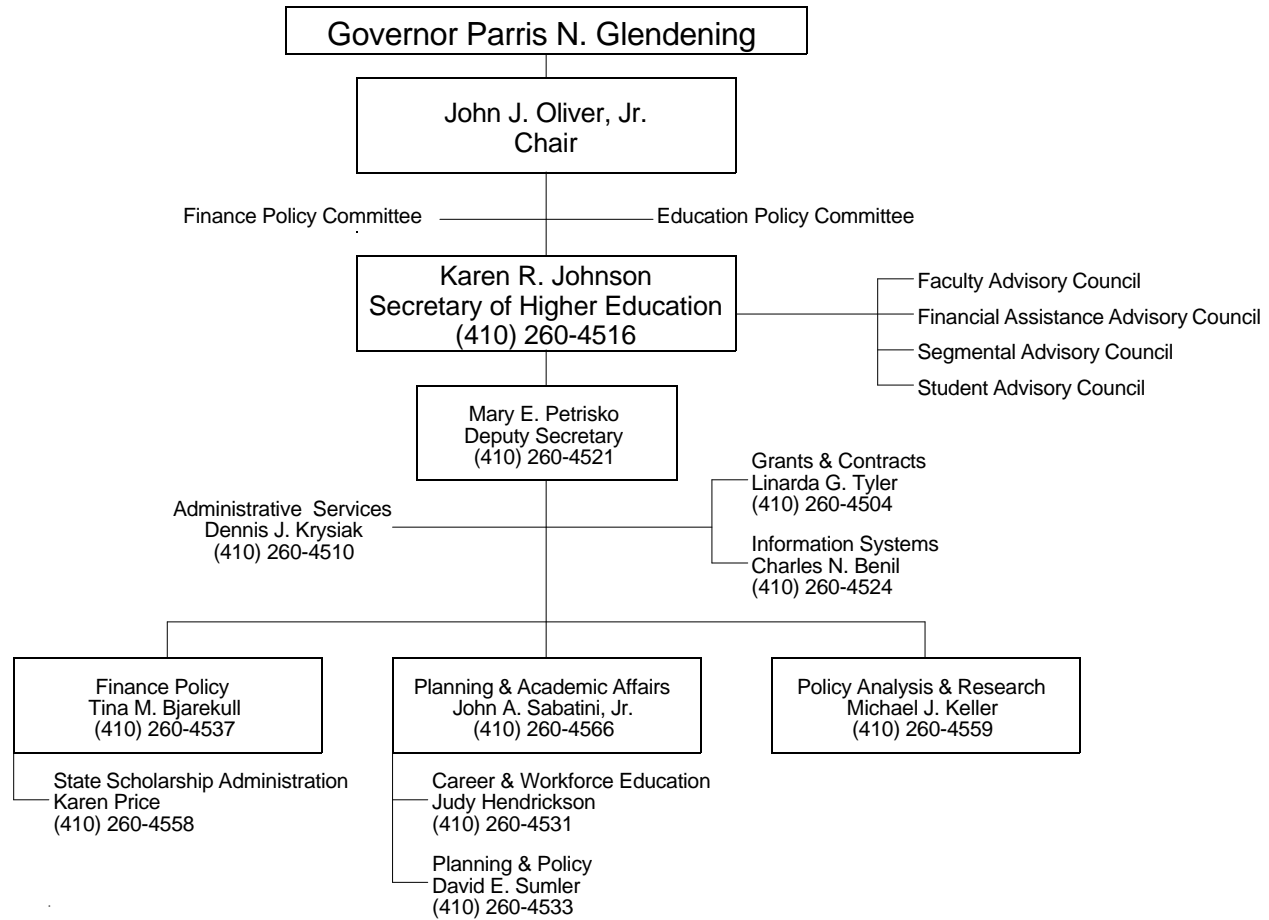 Governor Parris N. Glendening
John J. Oliver, Jr.
Chair
Finance Policy Committee
Education Policy Committee
Karen R. Johnson
Secretary of Higher Education
(410) 260-4516
Faculty Advisory Council
Financial Assistance Advisory Council
Segmental Advisory Council
Student Advisory Council
Mary E. Petrisko
Deputy Secretary
(410) 260-4521
Administrative Services
Dennis J. Krysiak
(410) 260-4510
Grants & Contracts
Linarda G. Tyler
(410) 260-4504
Information Systems
Charles N. Benil
(410) 260-4524
Finance Policy
Tina M. Bjarekull
(410) 260-4537
State Scholarship Administration
Karen Price
(410) 260-4558
Planning & Academic Affairs
John A. Sabatini, Jr.
(410) 260-4566
Career & Workforce Education
Judy Hendrickson
(410) 260-4531
Planning & Policy
David E. Sumler
(410) 260-4533
Policy Analysis & Research
Michael J. Keller
(410) 260-4559